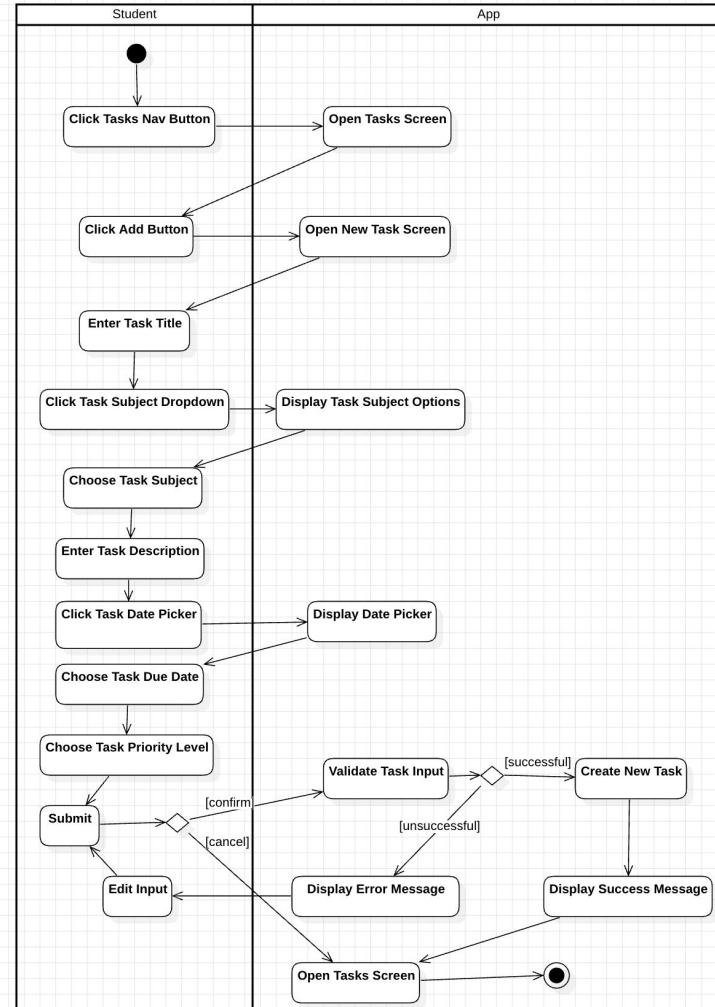 Student
App
Click Tasks Nav Button
Open Tasks Screen
Click Add Button
Open New Task Screen
Enter Task Title
Click Task Subject Dropdown
Display Task Subject Options
Choose Task Subject
Enter Task Description
Click Task Date Picker
Display Date Picker
Choose Task Due Date
Choose Task Priority Level
Validate Task Input
[successful]
Create New Task
Submit
[confirm
[unsuccessful]
[cancel]
Edit Input
Display Error Message
Display Success Message
Open Tasks Screen